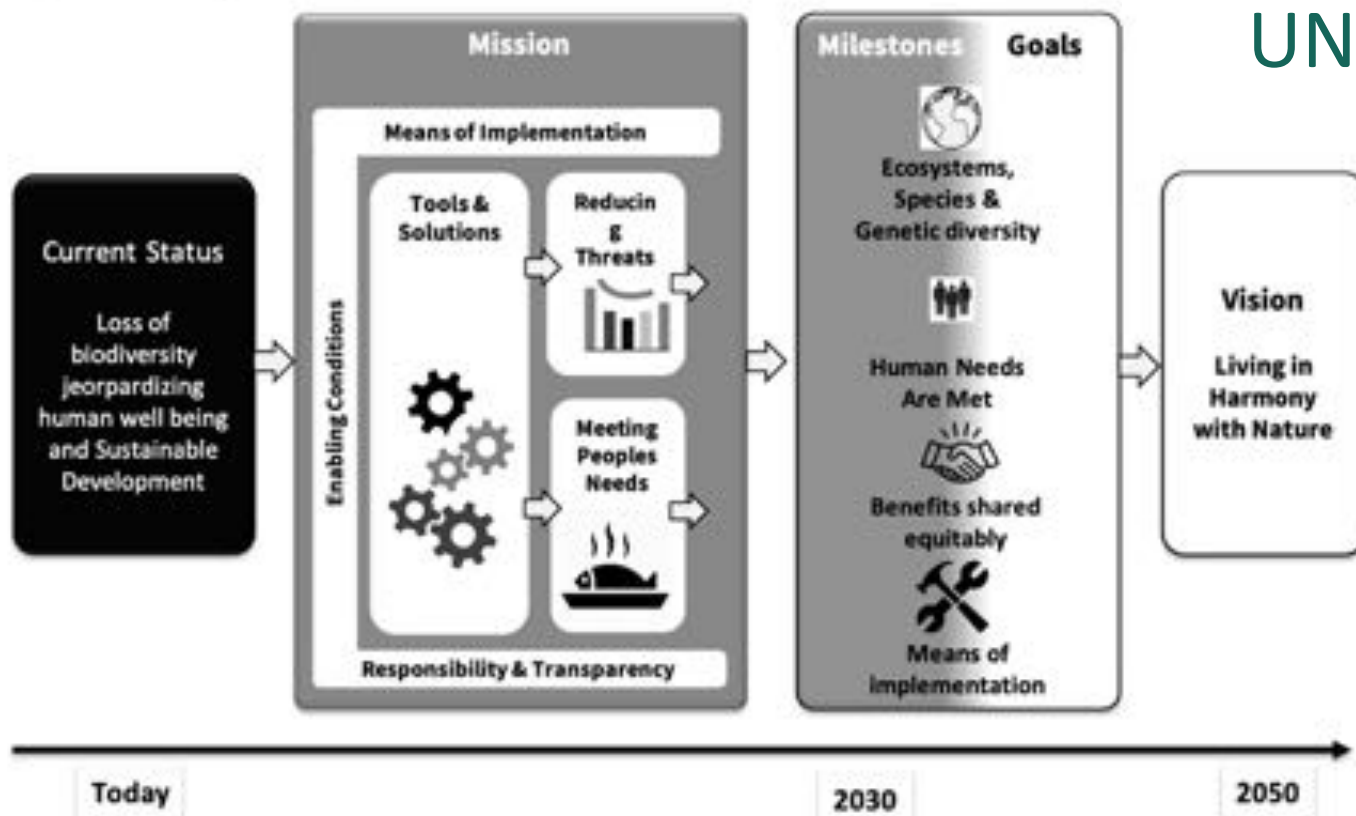 UN
Mission
Milestones Goals
Means of Implementation
Enabling Conditions
Tools &
Solutions
Reducin
g
Threats
Meeting
Peoples
Needs
Responsibility & Transparency
Current Status
Loss of
biodiversity
jeorpardizing
human well being
and Sustainable
Development
Ecosystems,
Species &
Genetic diversity
Human Needs
Are Met
Benefits shared
equitably
Means of
implementation
Vision
Living in
Harmony
with Nature
Today
2030
2050